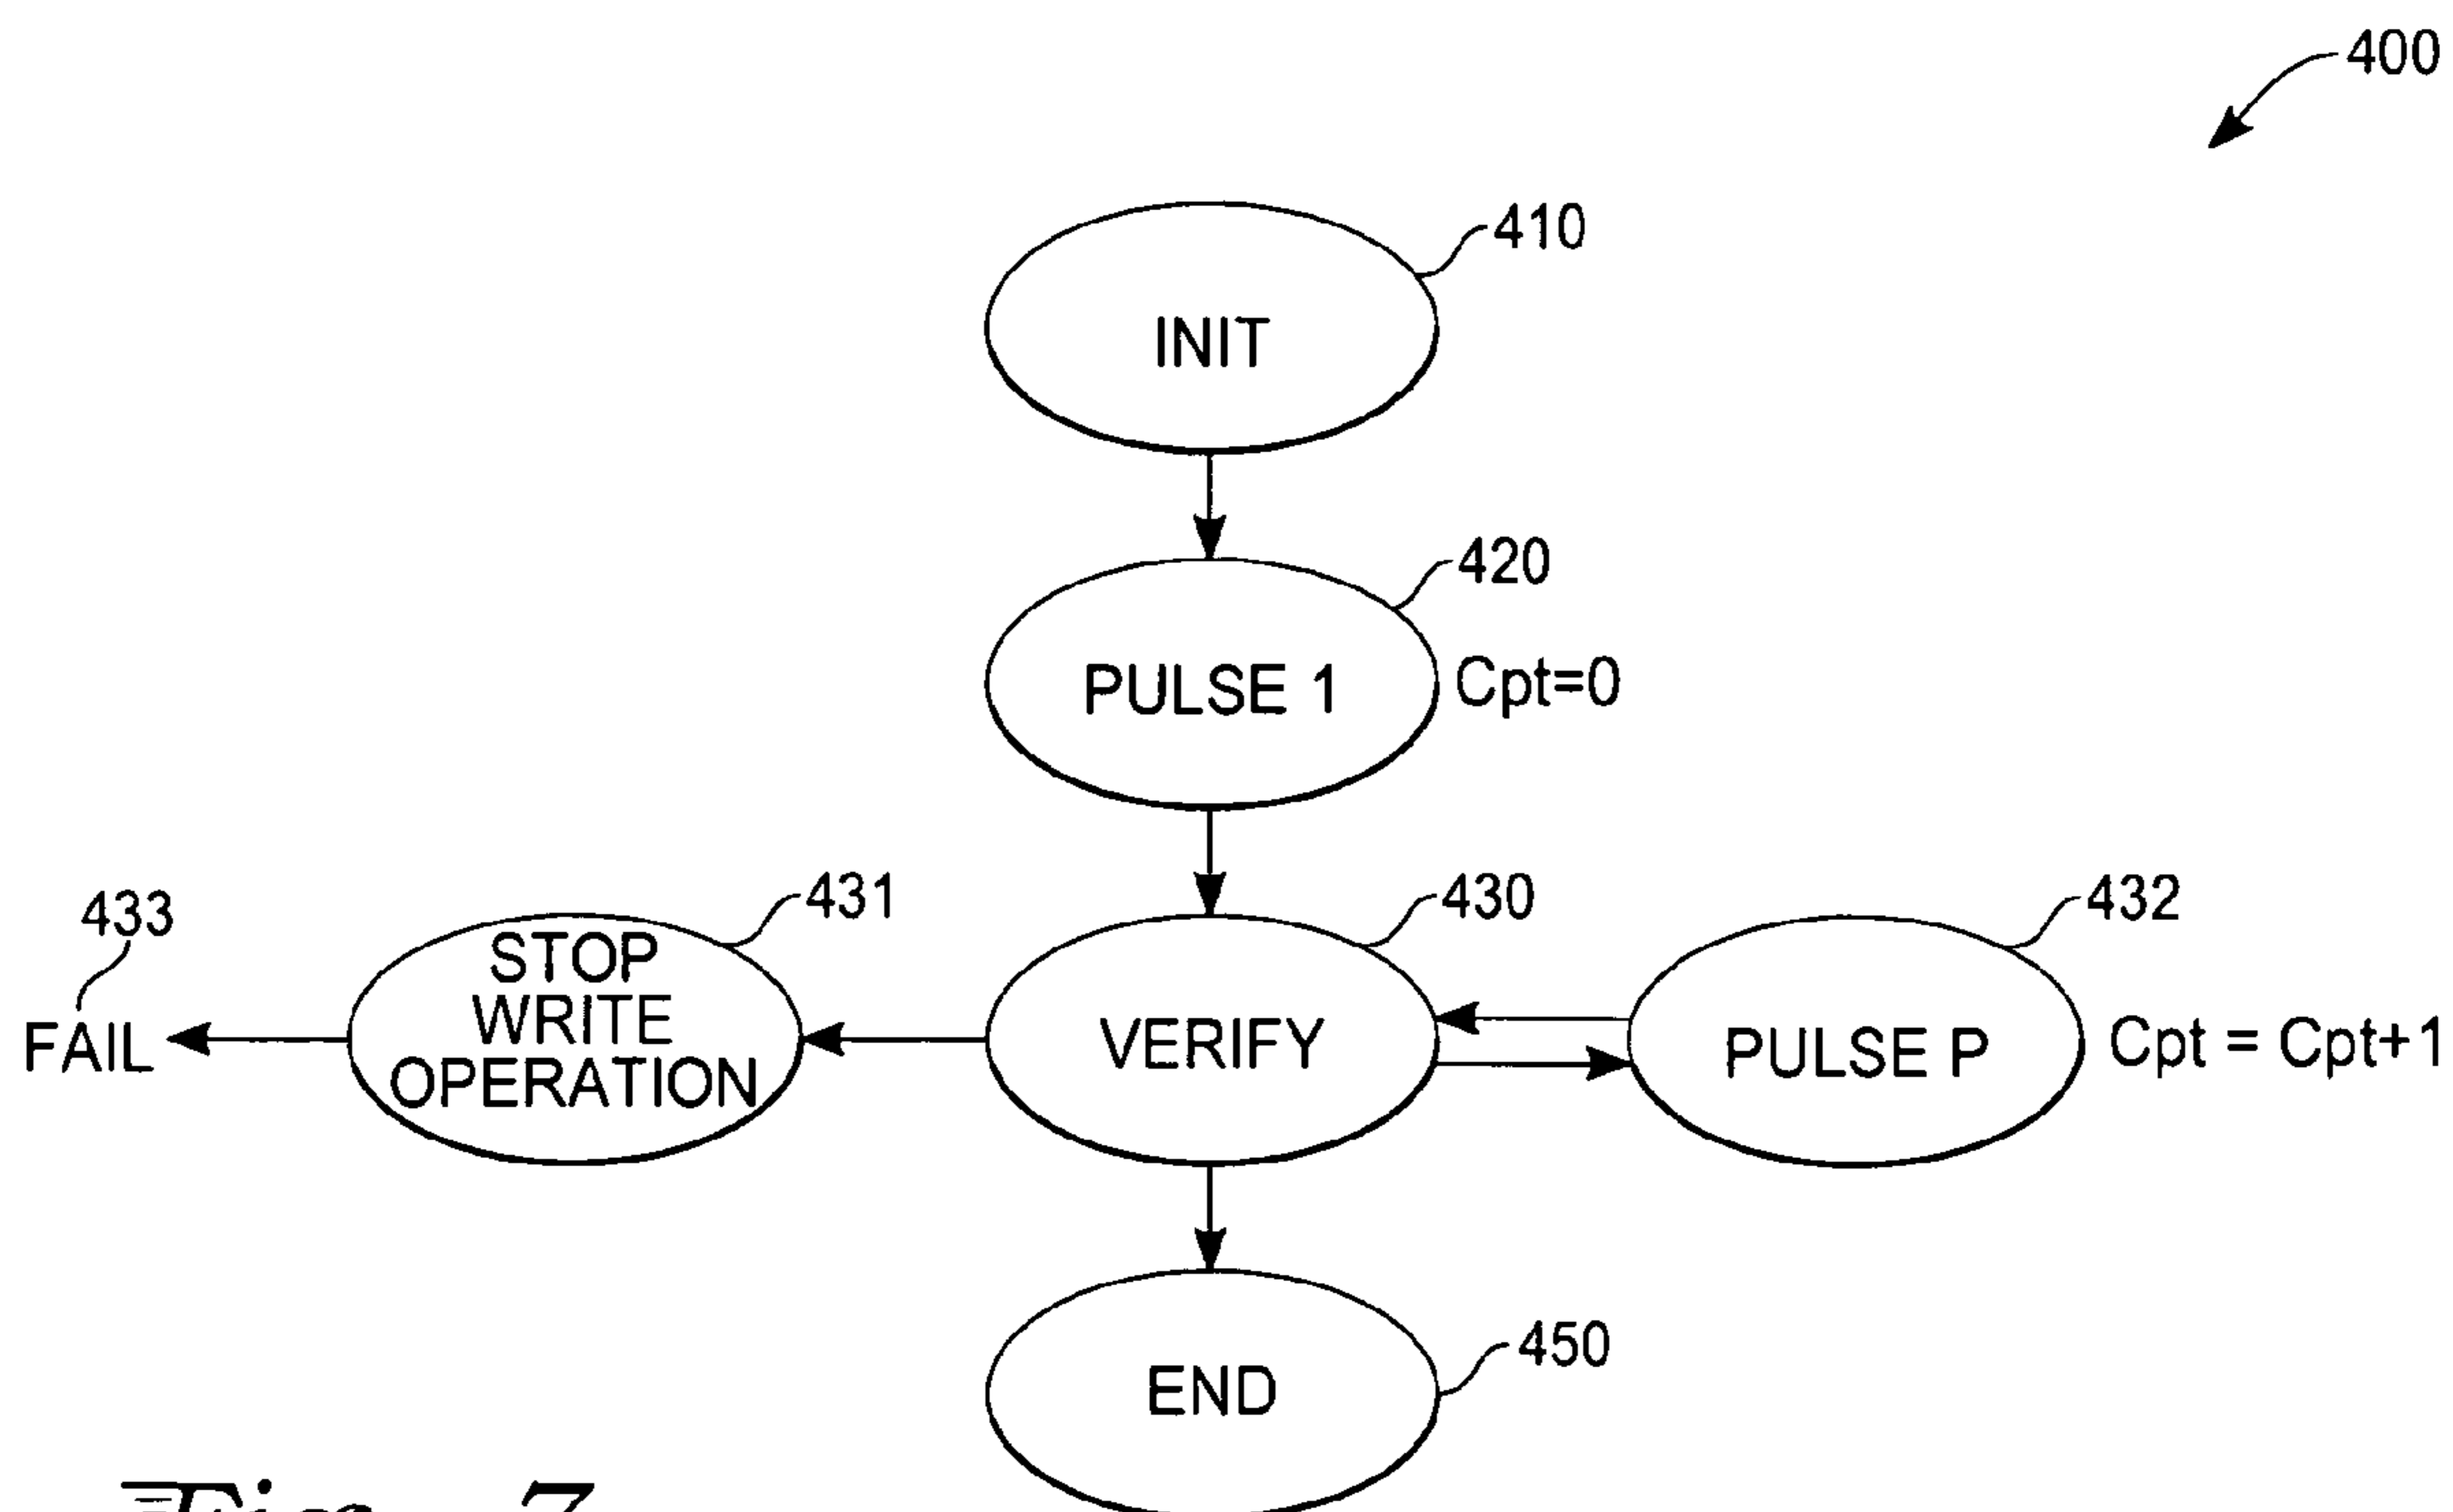 400
410
INIT
420
PULSE 1
Cpt=0
433
431
430
432
FAIL
STOP
WRITE
OPERATION
VERIFY
PULSE P
Cpt = Cpt+1
450
END